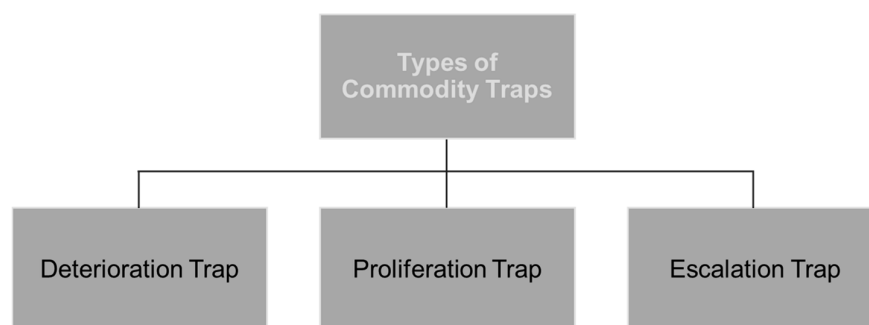 Types of
Commodity Traps
Deterioration Trap
Proliferation Trap
Escalation Trap